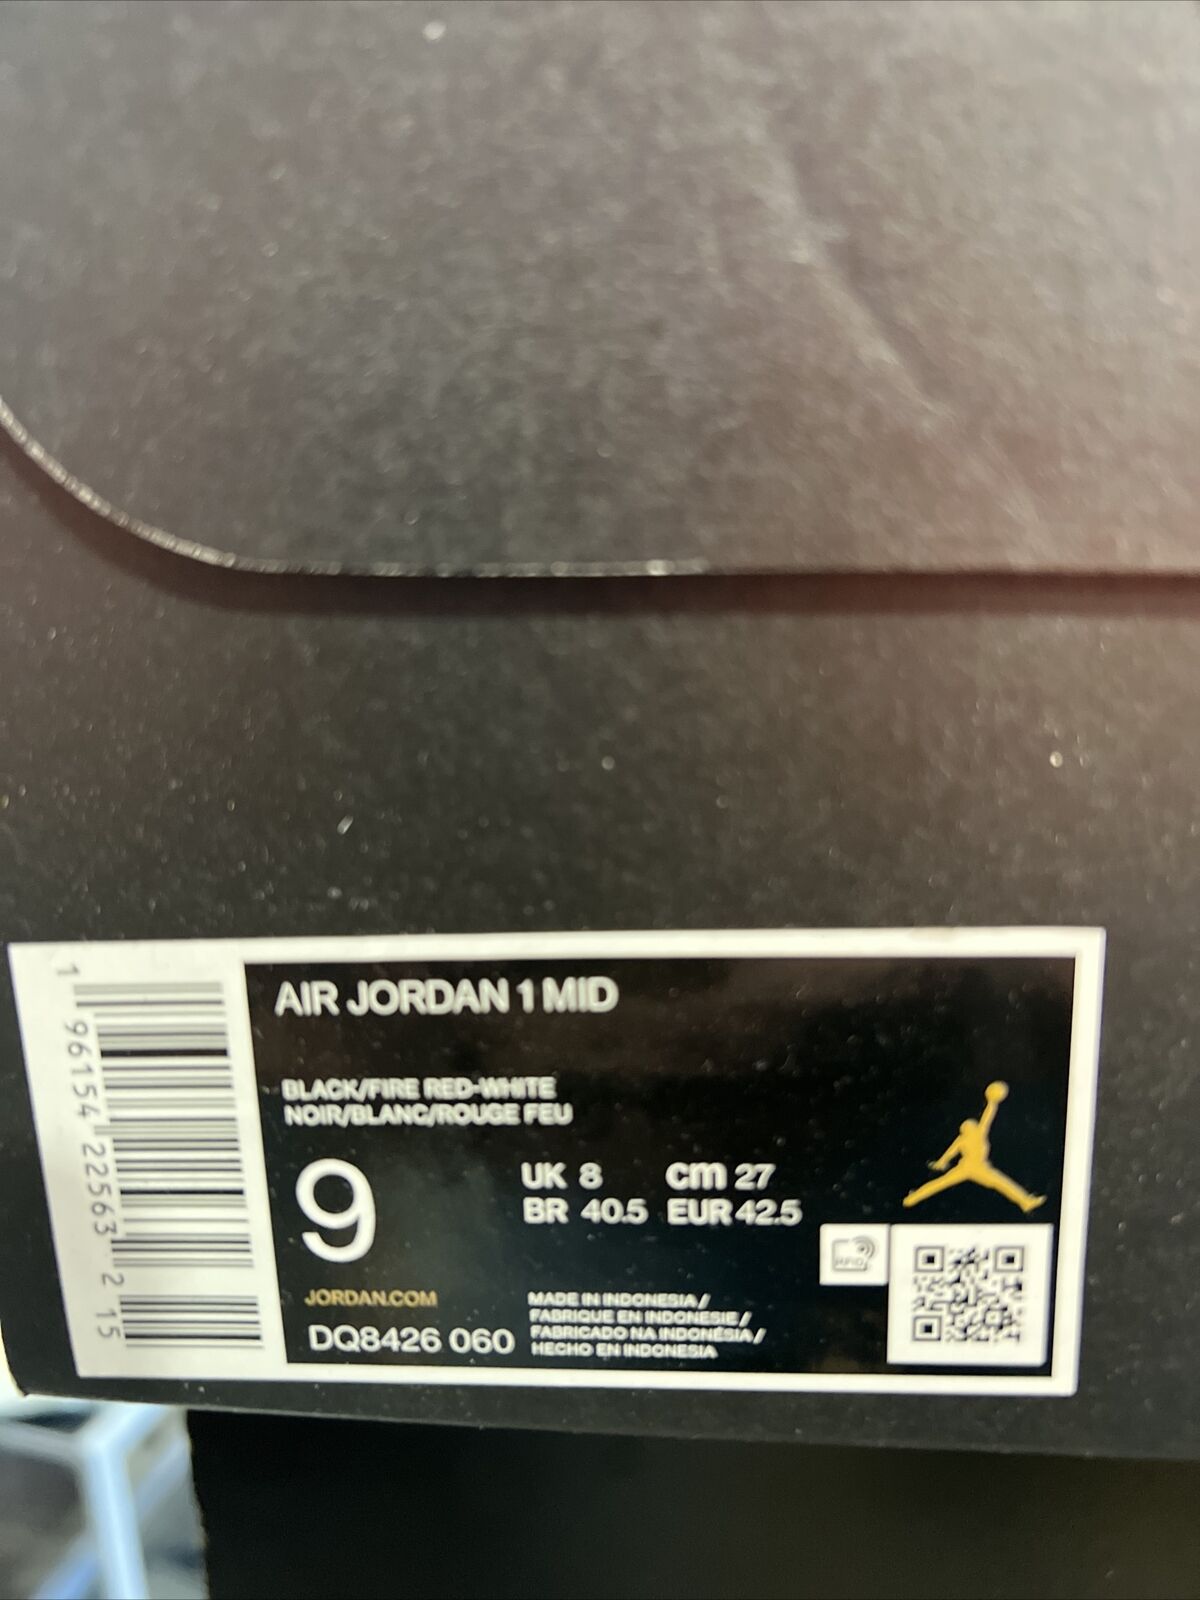 1 96154 22563 2 15
AIR JORDAN 1 MID
BLACK/FIRE RED-WHITE
NOIR/BLANC/ROUGE FEU
9
UK 8 cm 27
BR 40.5 EUR 42.5
RFID
JORDAN.COM
DQ8426 060
MADE IN INDONESIA /
FABRIQUE EN INDONESIE /
FABRICADO NA INDONÉSIA /
HECHO EN INDONESIA